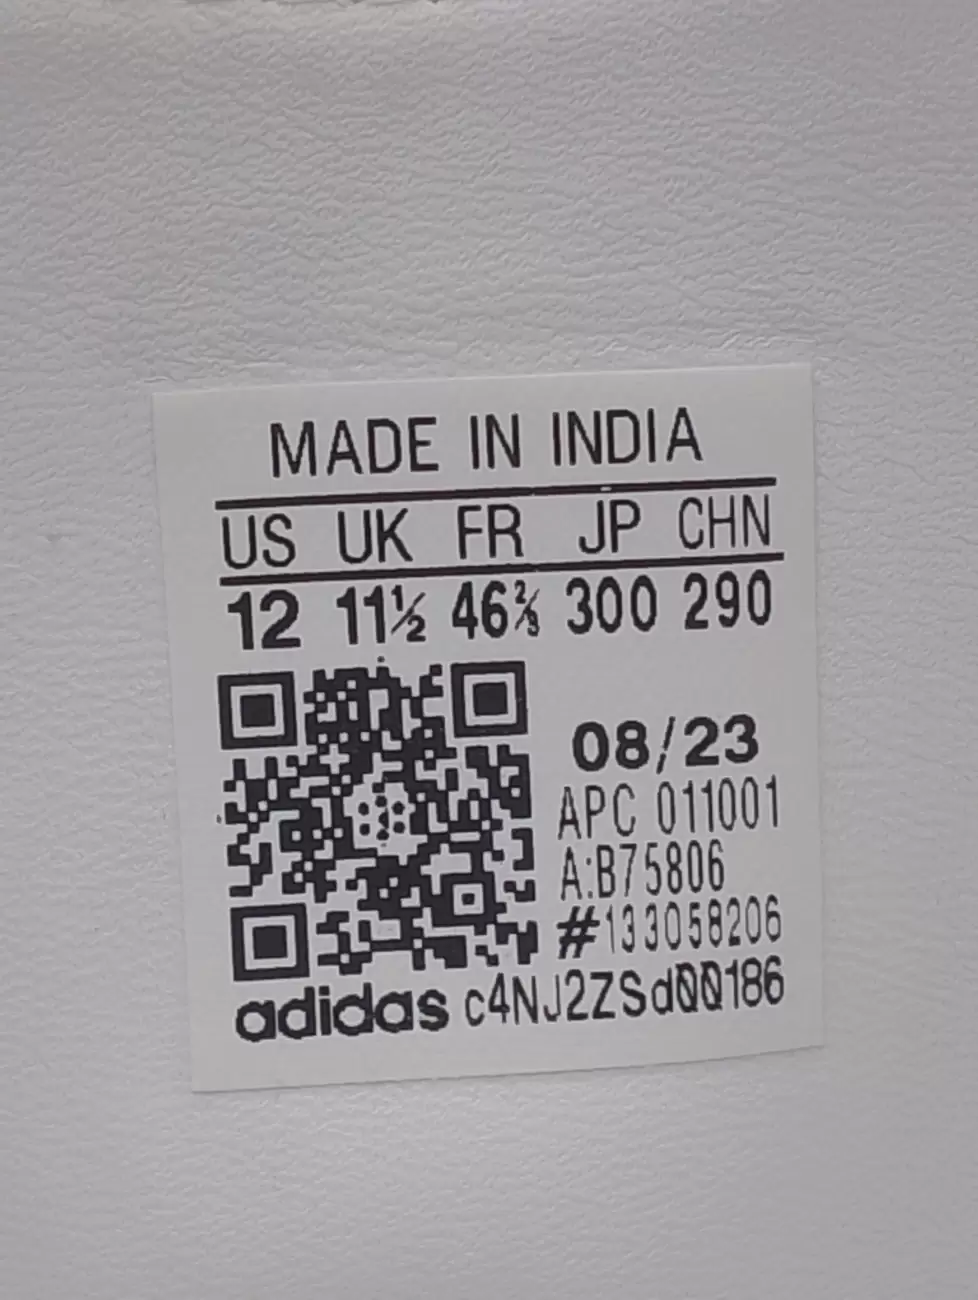 MADE IN INDIA
US UK FR JP CHN
12 11½ 46⅔ 300 290
08/23
APC 011001
A:B75806
#133058206
adidas c4NJ2ZSd00186